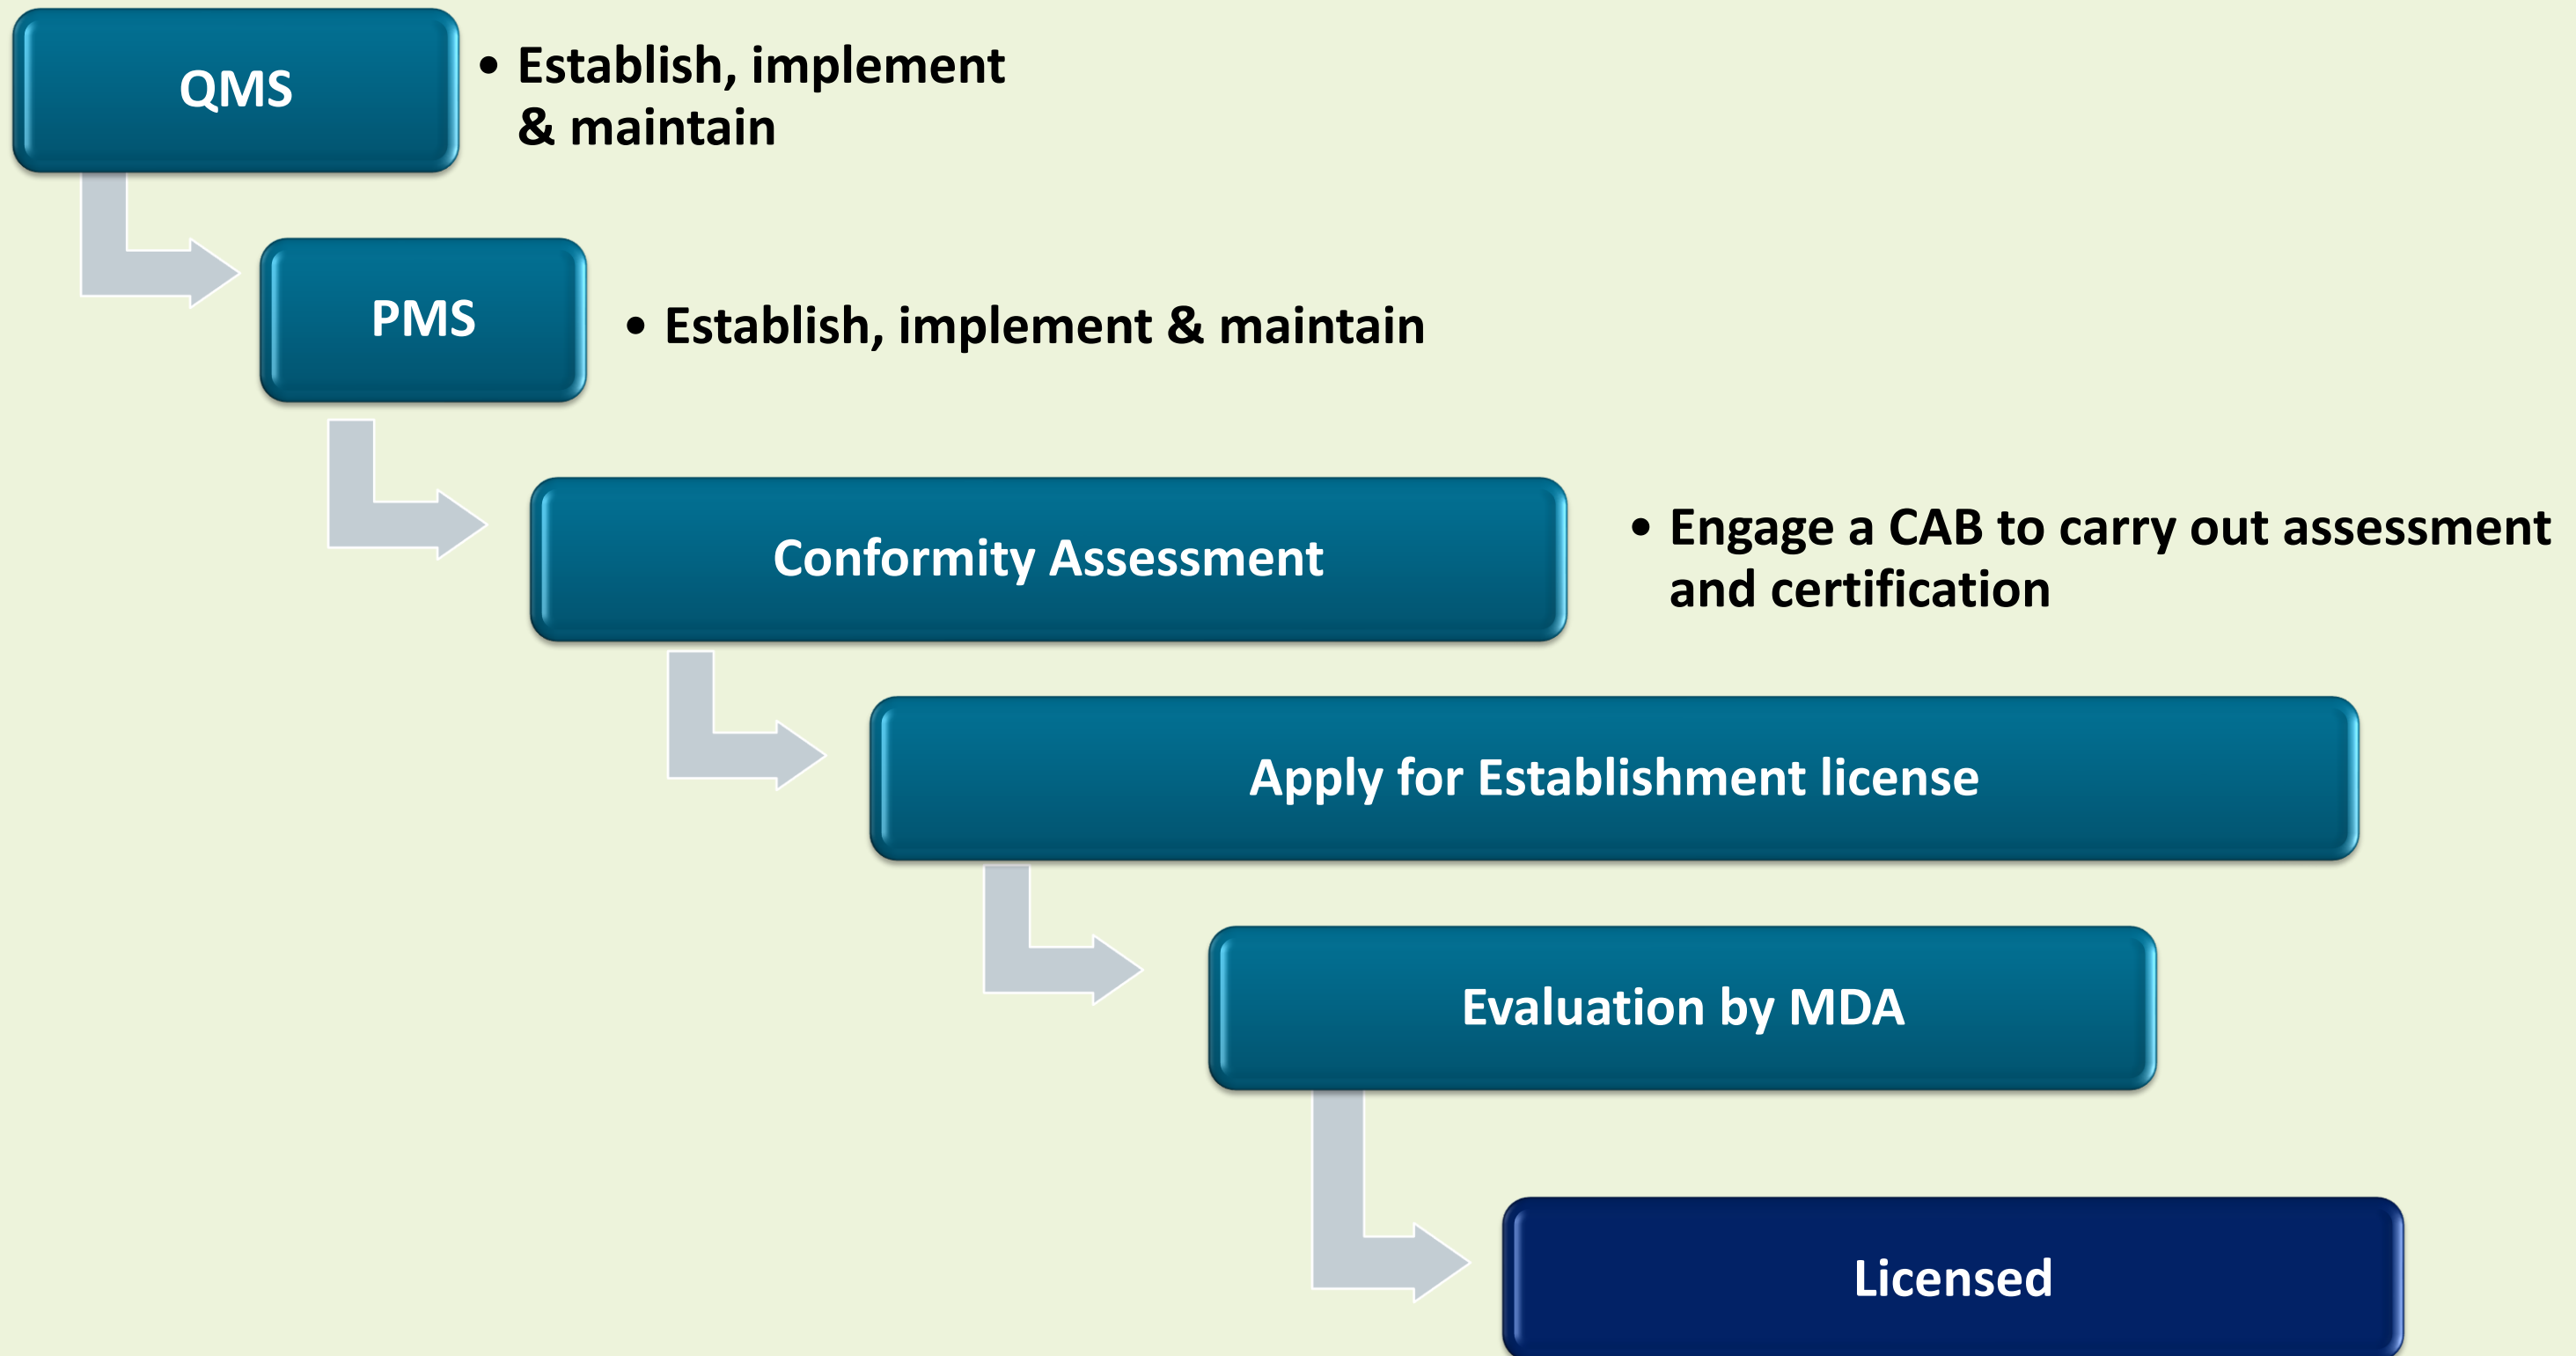 QMS
• Establish, implement
& maintain
PMS
• Establish, implement & maintain
Conformity Assessment
• Engage a CAB to carry out assessment
and certification
Apply for Establishment license
Evaluation by MDA
Licensed